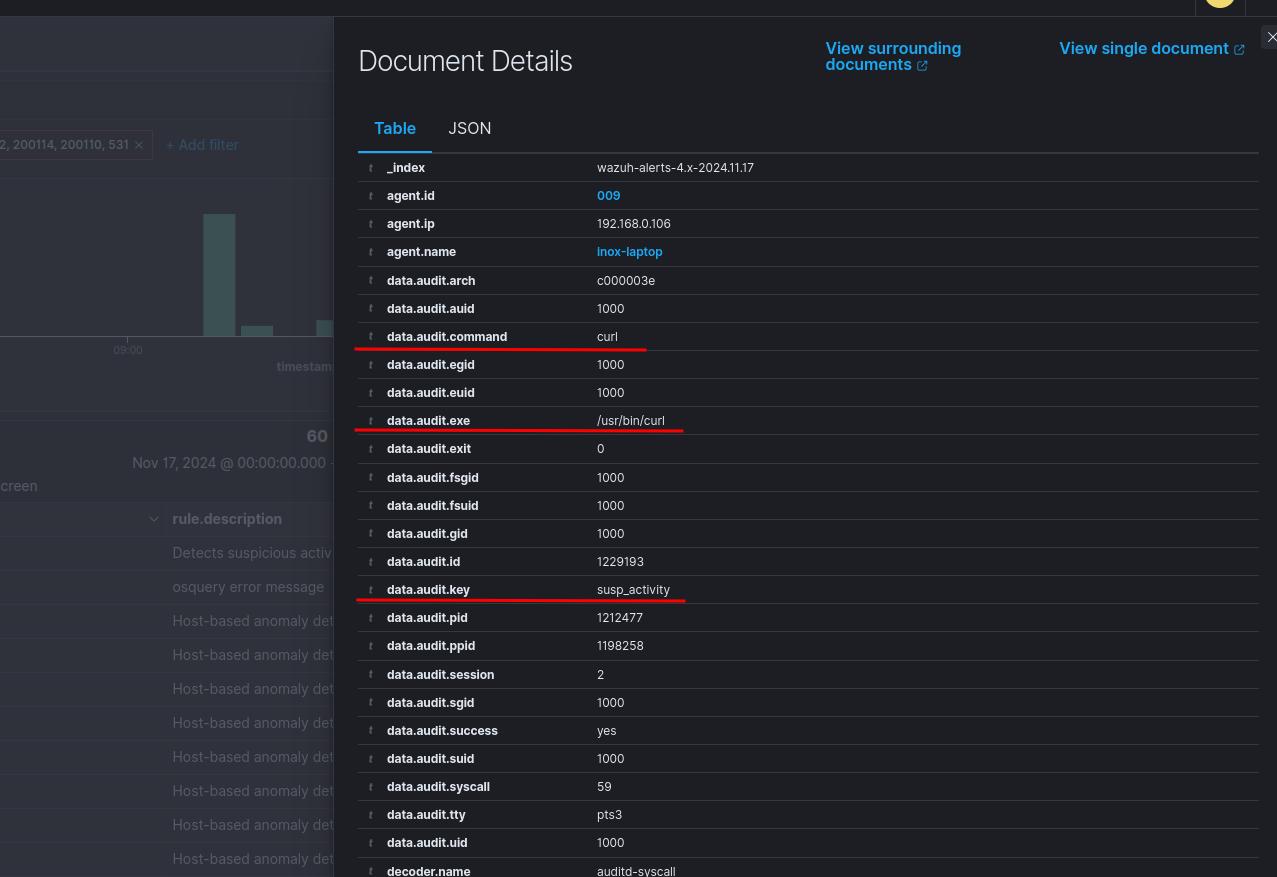 Document Details
View surrounding
documents
View single document
Table JSON
2, 200114, 200110, 531 × + Add filter
t _index wazuh-alerts-4.x-2024.11.17
t agent.id 009
t agent.ip 192.168.0.106
t agent.name inox-laptop
t data.audit.arch c000003e
t data.audit.auid 1000
t data.audit.command curl
t data.audit.egid 1000
t data.audit.euid 1000
t data.audit.exe /usr/bin/curl
t data.audit.exit 0
t data.audit.fsgid 1000
t data.audit.fsuid 1000
t data.audit.gid 1000
t data.audit.id 1229193
t data.audit.key susp_activity
t data.audit.pid 1212477
t data.audit.ppid 1198258
t data.audit.session 2
t data.audit.sgid 1000
t data.audit.success yes
t data.audit.suid 1000
t data.audit.syscall 59
t data.audit.tty pts3
t data.audit.uid 1000
t decoder.name auditd-syscall
09:00
timestam
60
Nov 17, 2024 @ 00:00:00.000 -
creen
rule.description
Detects suspicious activ
osquery error message
Host-based anomaly det
Host-based anomaly det
Host-based anomaly det
Host-based anomaly det
Host-based anomaly det
Host-based anomaly det
Host-based anomaly det
Host-based anomaly det